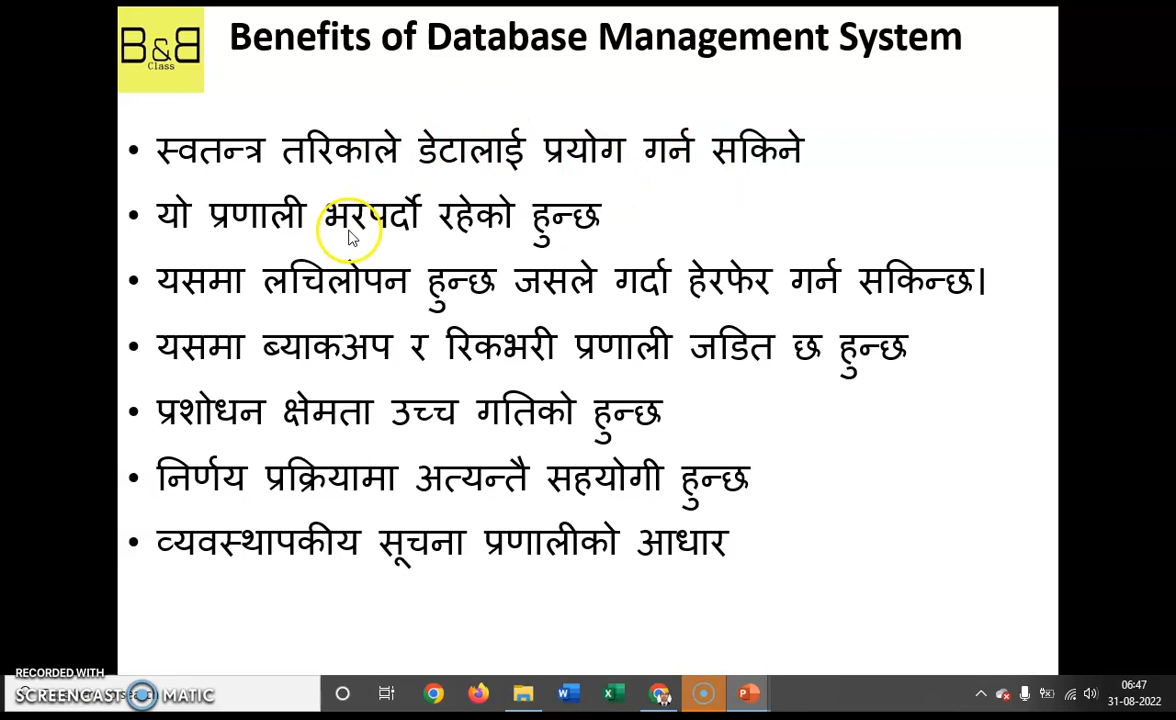 B&B
Class
Benefits of Database Management System
• स्वतन्त्र तरिकाले डेटालाई प्रयोग गर्न सकिने
• यो प्रणाली भरपर्दो रहेको हुन्छ
• यसमा लचिलोपन हुन्छ जसले गर्दा हेरफेर गर्न सकिन्छ।
• यसमा ब्याकअप र रिकभरी प्रणाली जडित छ हुन्छ
• प्रशोधन क्षेमता उच्च गतिको हुन्छ
• निर्णय प्रक्रियामा अत्यन्तै सहयोगी हुन्छ
• व्यवस्थापकीय सूचना प्रणालीको आधार
RECORDED WITH
SCREENCAST MATIC
06:47
31-08-2022